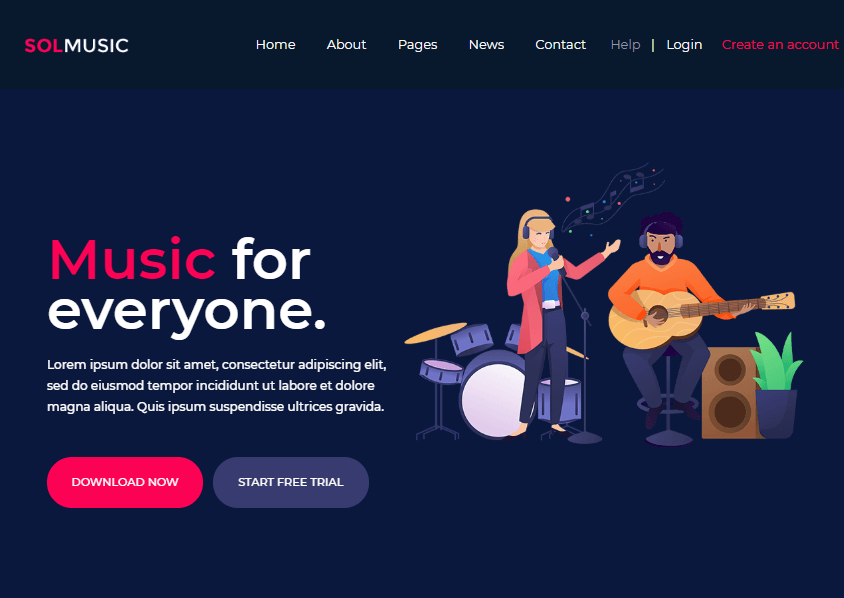 SOLMUSIC Home About Pages News Contact Help | Login Create an account
Music for
everyone.
Lorem ipsum dolor sit amet, consectetur adipiscing elit,
sed do eiusmod tempor incididunt ut labore et dolore
magna aliqua. Quis ipsum suspendisse ultrices gravida.
DOWNLOAD NOW START FREE TRIAL